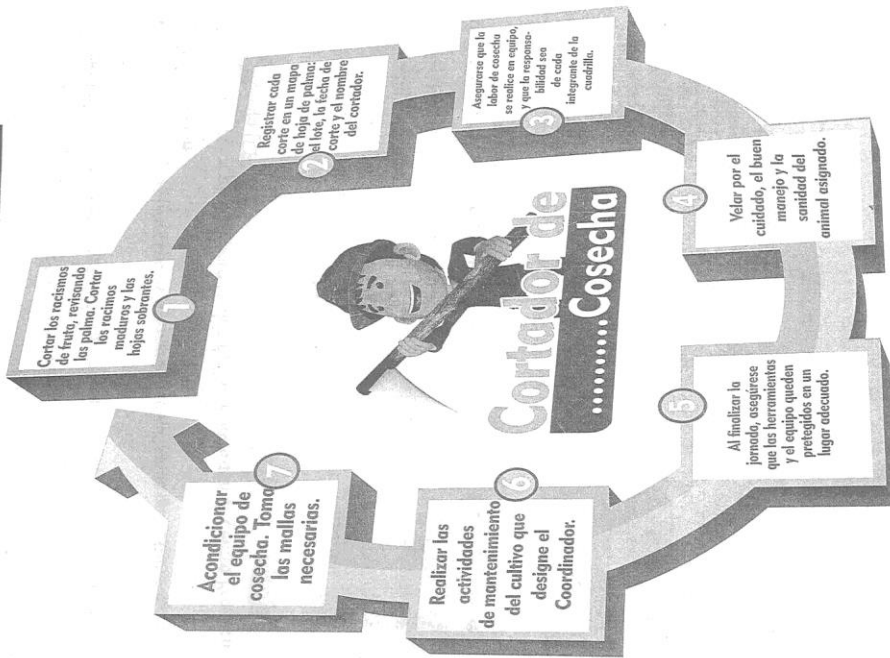 Cortar los racismos
de fruta, revisando
las palma. Cortar
los racimos
maduros y las
hojas sobrantes.
1
Registrar cada
corte en un mapa
de hoja de palma:
el lote, la fecha de
corte y el nombre
del cortador.
2
Asegurarse que la
labor de cosecha
se realice en equipo,
y que la responsa-
bilidad sea
de cada
integrante de la
cuadrilla.
3
Velar por el
cuidado, el buen
manejo y la
sanidad del
animal asignado.
4
Al finalizar la
jornada, asegúrese
que las herramientas
y el equipo queden
pretegidos en un
lugar adecuado.
5
Realizar las
actividades
de mantenimiento
del cultivo que
designe el
Coordinador.
6
Acondicionar
el equipo de
cosecha. Toma
las mallas
necesarias.
7
Cortador de
..........Cosecha